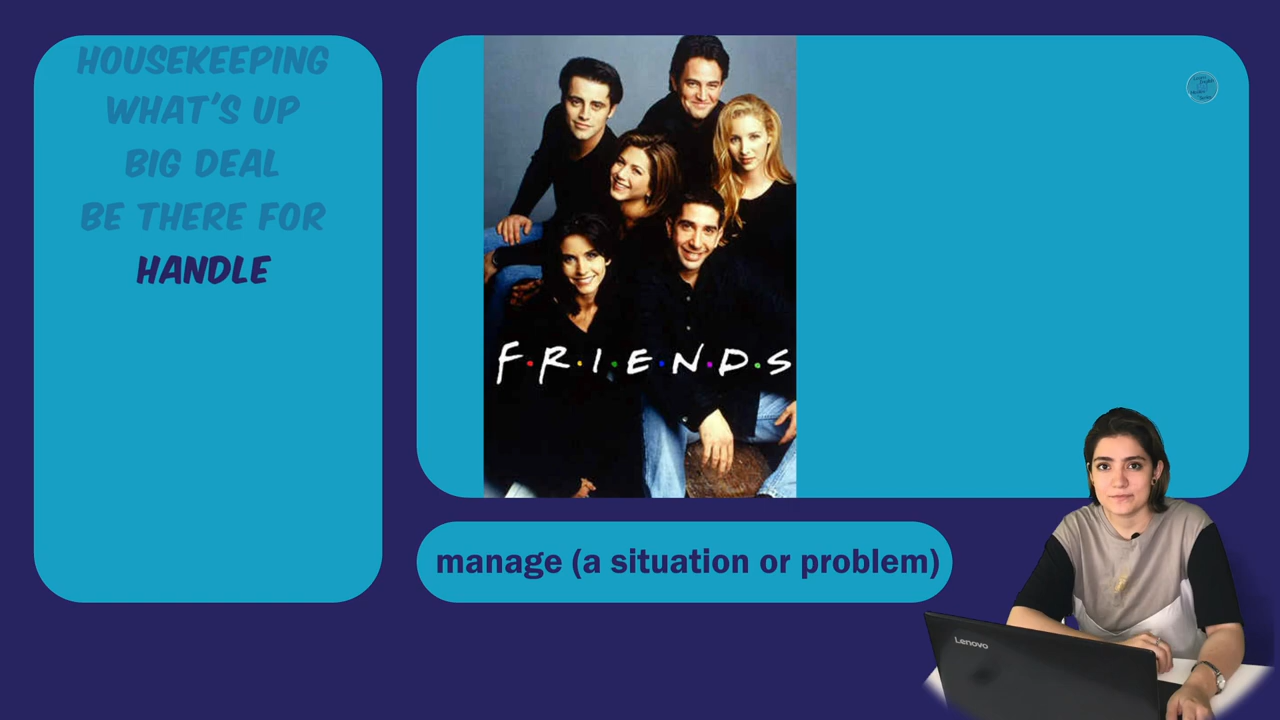 HOUSEKEEPING
WHAT'S UP
BIG DEAL
BE THERE FOR
HANDLE
F·R·I·E·N·D·S
manage (a situation or problem)
Lenovo